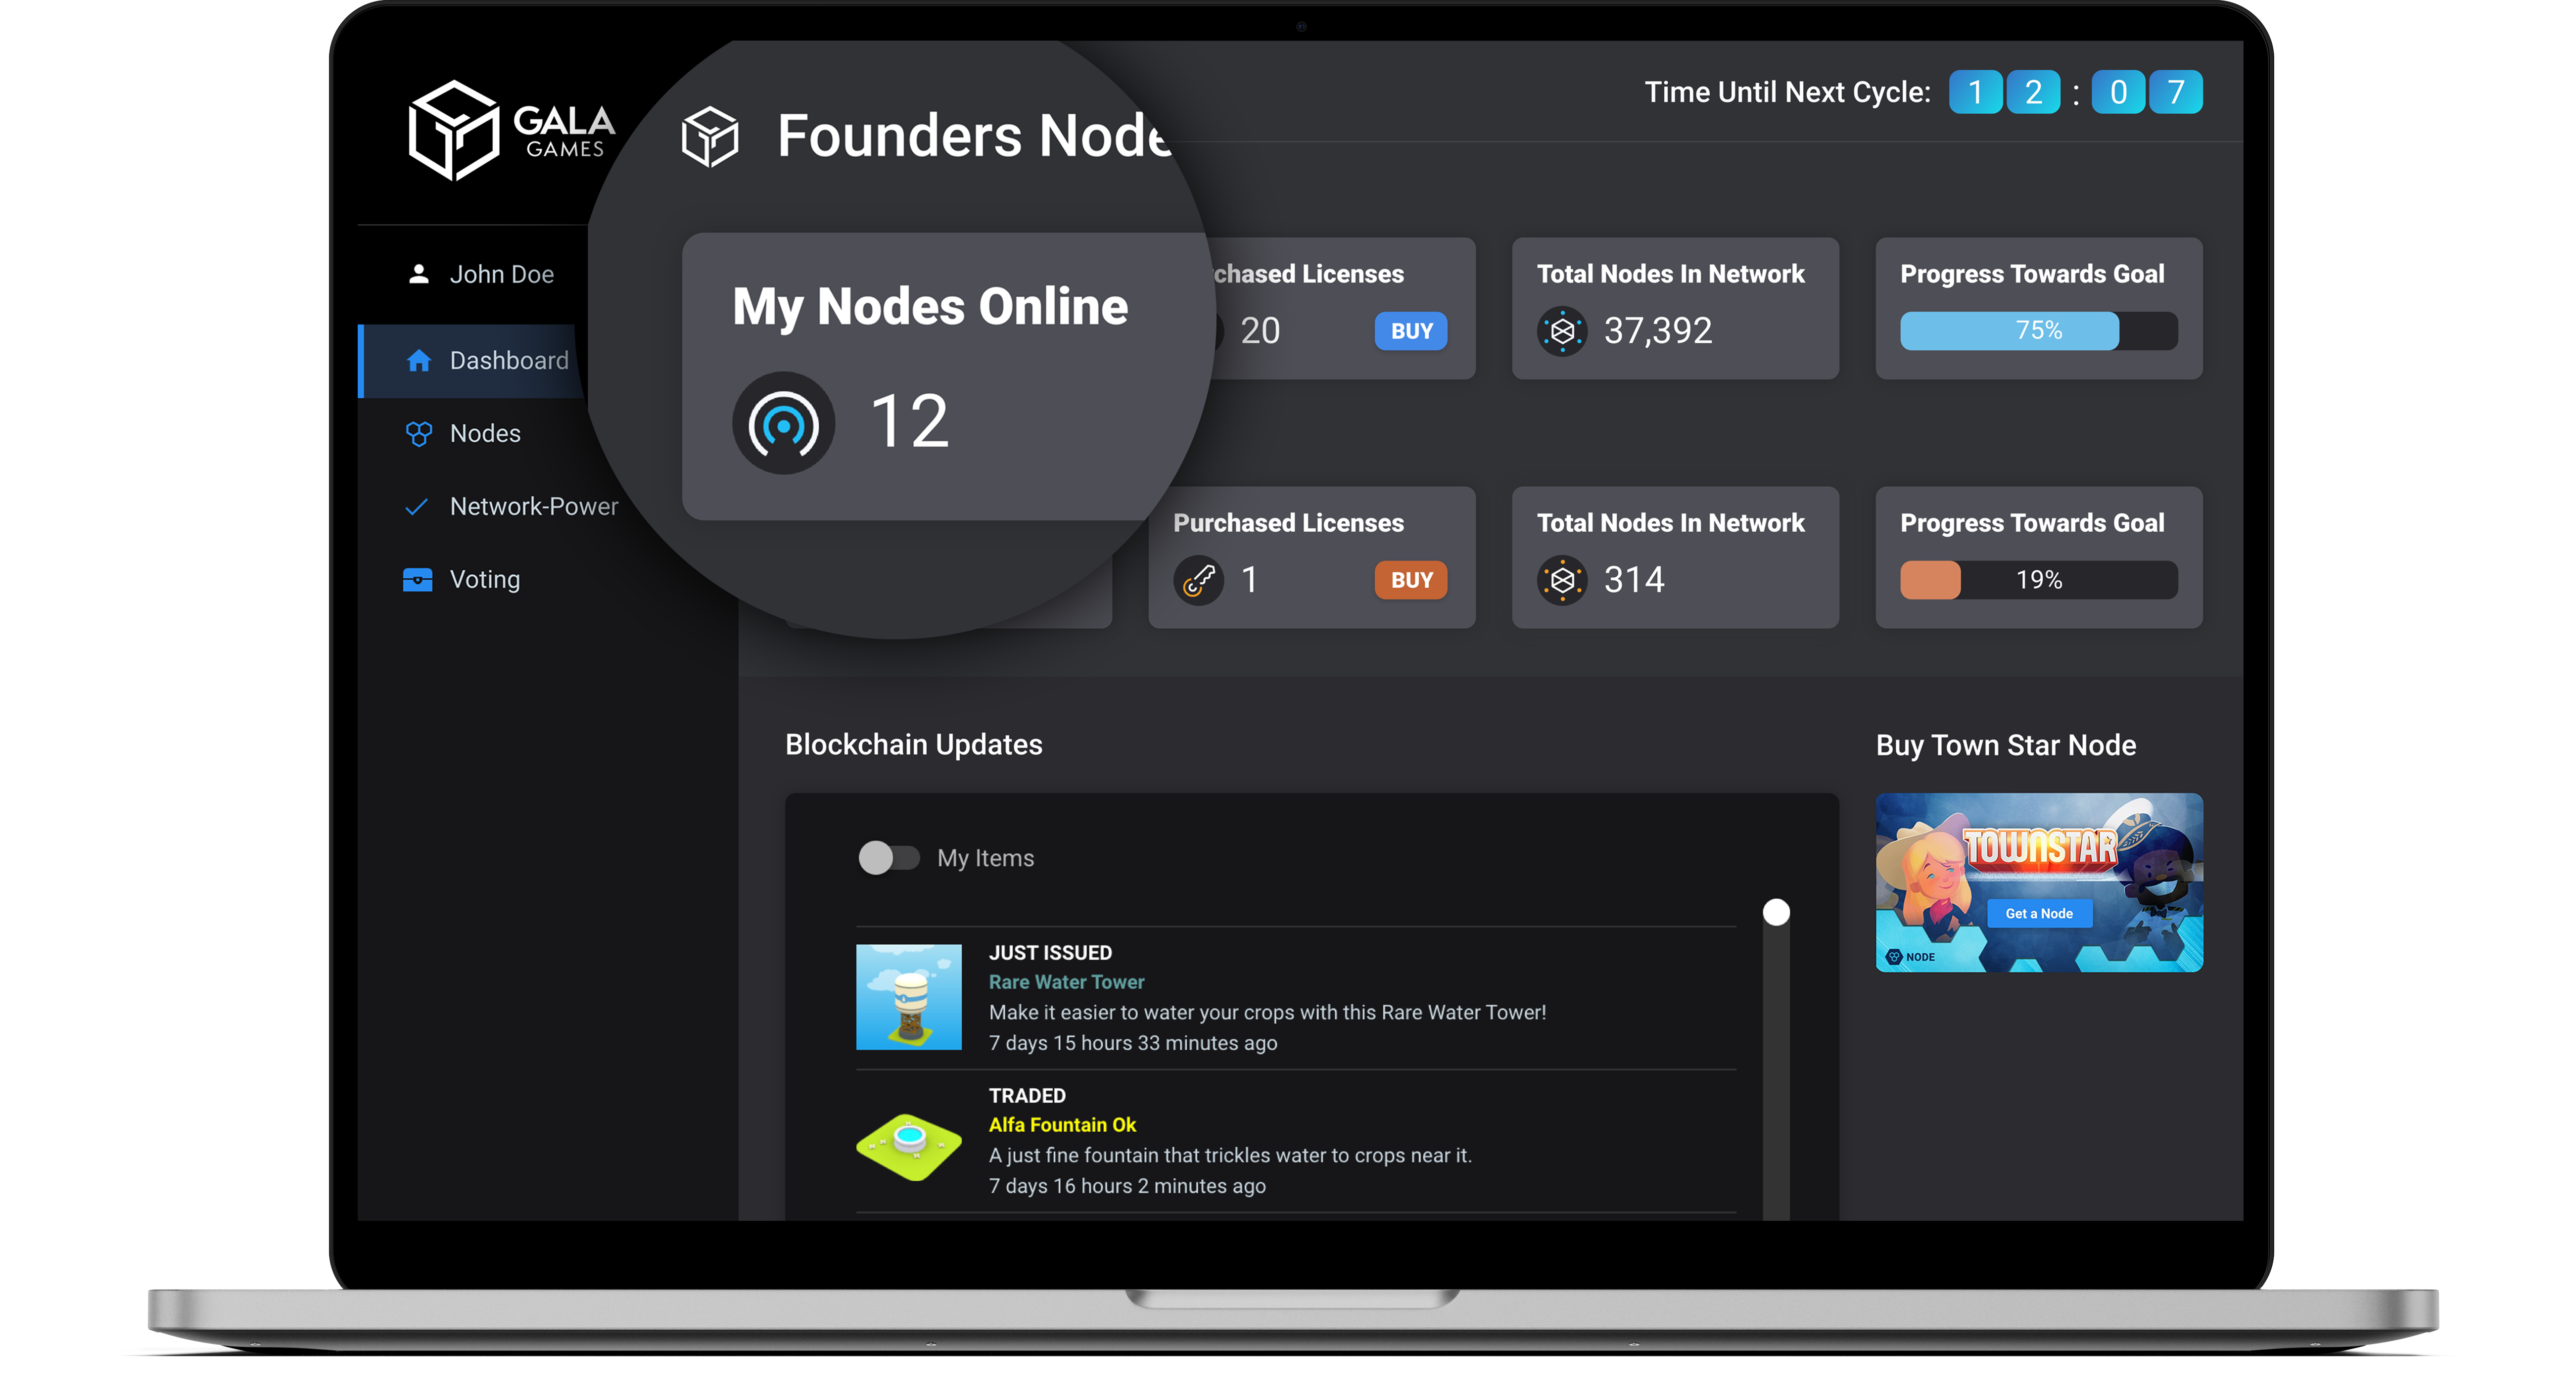 GALA
GAMES
Founders Node
Time Until Next Cycle: 12:07
John Doe
Dashboard
Nodes
Network-Power
Voting
My Nodes Online
12
chased Licenses
20
BUY
Total Nodes In Network
37,392
Progress Towards Goal
75%
Purchased Licenses
1
BUY
Total Nodes In Network
314
Progress Towards Goal
19%
Blockchain Updates
My Items
JUST ISSUED
Rare Water Tower
Make it easier to water your crops with this Rare Water Tower!
7 days 15 hours 33 minutes ago
TRADED
Alfa Fountain Ok
A just fine fountain that trickles water to crops near it.
7 days 16 hours 2 minutes ago
Buy Town Star Node
TOWNSTAR
Get a Node
NODE